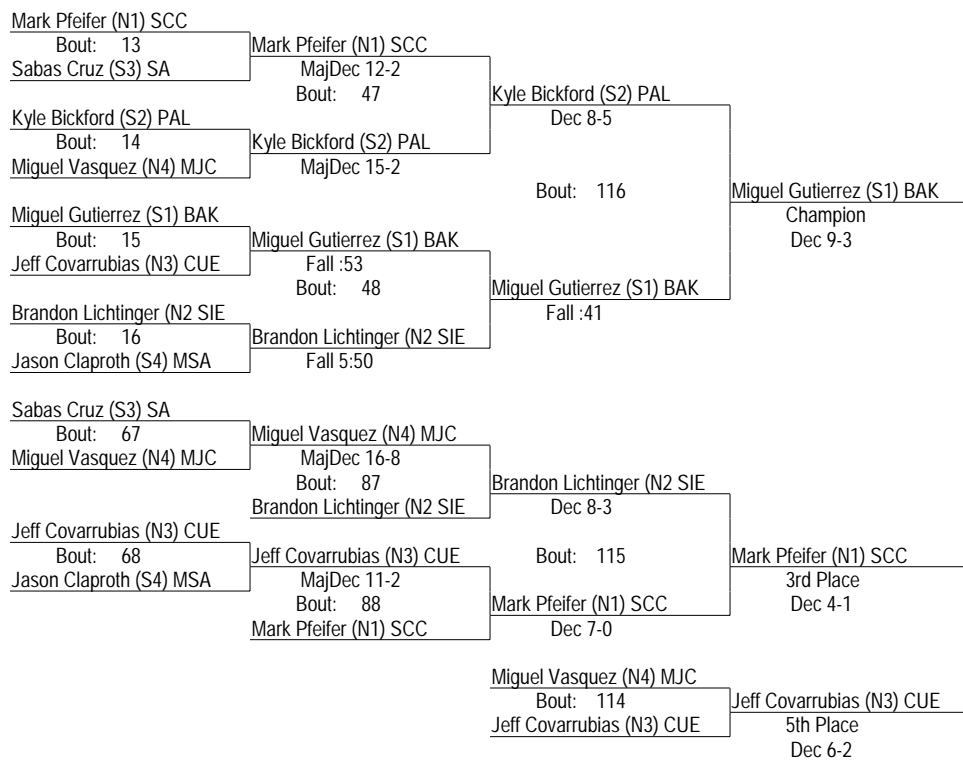 Mark Pfeifer (N1) SCC
Bout: 13
Sabas Cruz (S3) SA
Mark Pfeifer (N1) SCC
MajDec 12-2
Bout: 47
Kyle Bickford (S2) PAL
Bout: 14
Miguel Vasquez (N4) MJC
Kyle Bickford (S2) PAL
MajDec 15-2
Kyle Bickford (S2) PAL
Dec 8-5
Bout: 116
Miguel Gutierrez (S1) BAK
Bout: 15
Jeff Covarrubias (N3) CUE
Miguel Gutierrez (S1) BAK
Fall :53
Bout: 48
Brandon Lichtinger (N2 SIE
Bout: 16
Jason Claproth (S4) MSA
Brandon Lichtinger (N2 SIE
Fall 5:50
Miguel Gutierrez (S1) BAK
Fall :41
Miguel Gutierrez (S1) BAK
Champion
Dec 9-3
Sabas Cruz (S3) SA
Bout: 67
Miguel Vasquez (N4) MJC
Miguel Vasquez (N4) MJC
MajDec 16-8
Bout: 87
Brandon Lichtinger (N2 SIE
Brandon Lichtinger (N2 SIE
Dec 8-3
Bout: 115
Jeff Covarrubias (N3) CUE
Bout: 68
Jason Claproth (S4) MSA
Jeff Covarrubias (N3) CUE
MajDec 11-2
Bout: 88
Mark Pfeifer (N1) SCC
Mark Pfeifer (N1) SCC
Dec 7-0
Mark Pfeifer (N1) SCC
3rd Place
Dec 4-1
Miguel Vasquez (N4) MJC
Bout: 114
Jeff Covarrubias (N3) CUE
Jeff Covarrubias (N3) CUE
5th Place
Dec 6-2